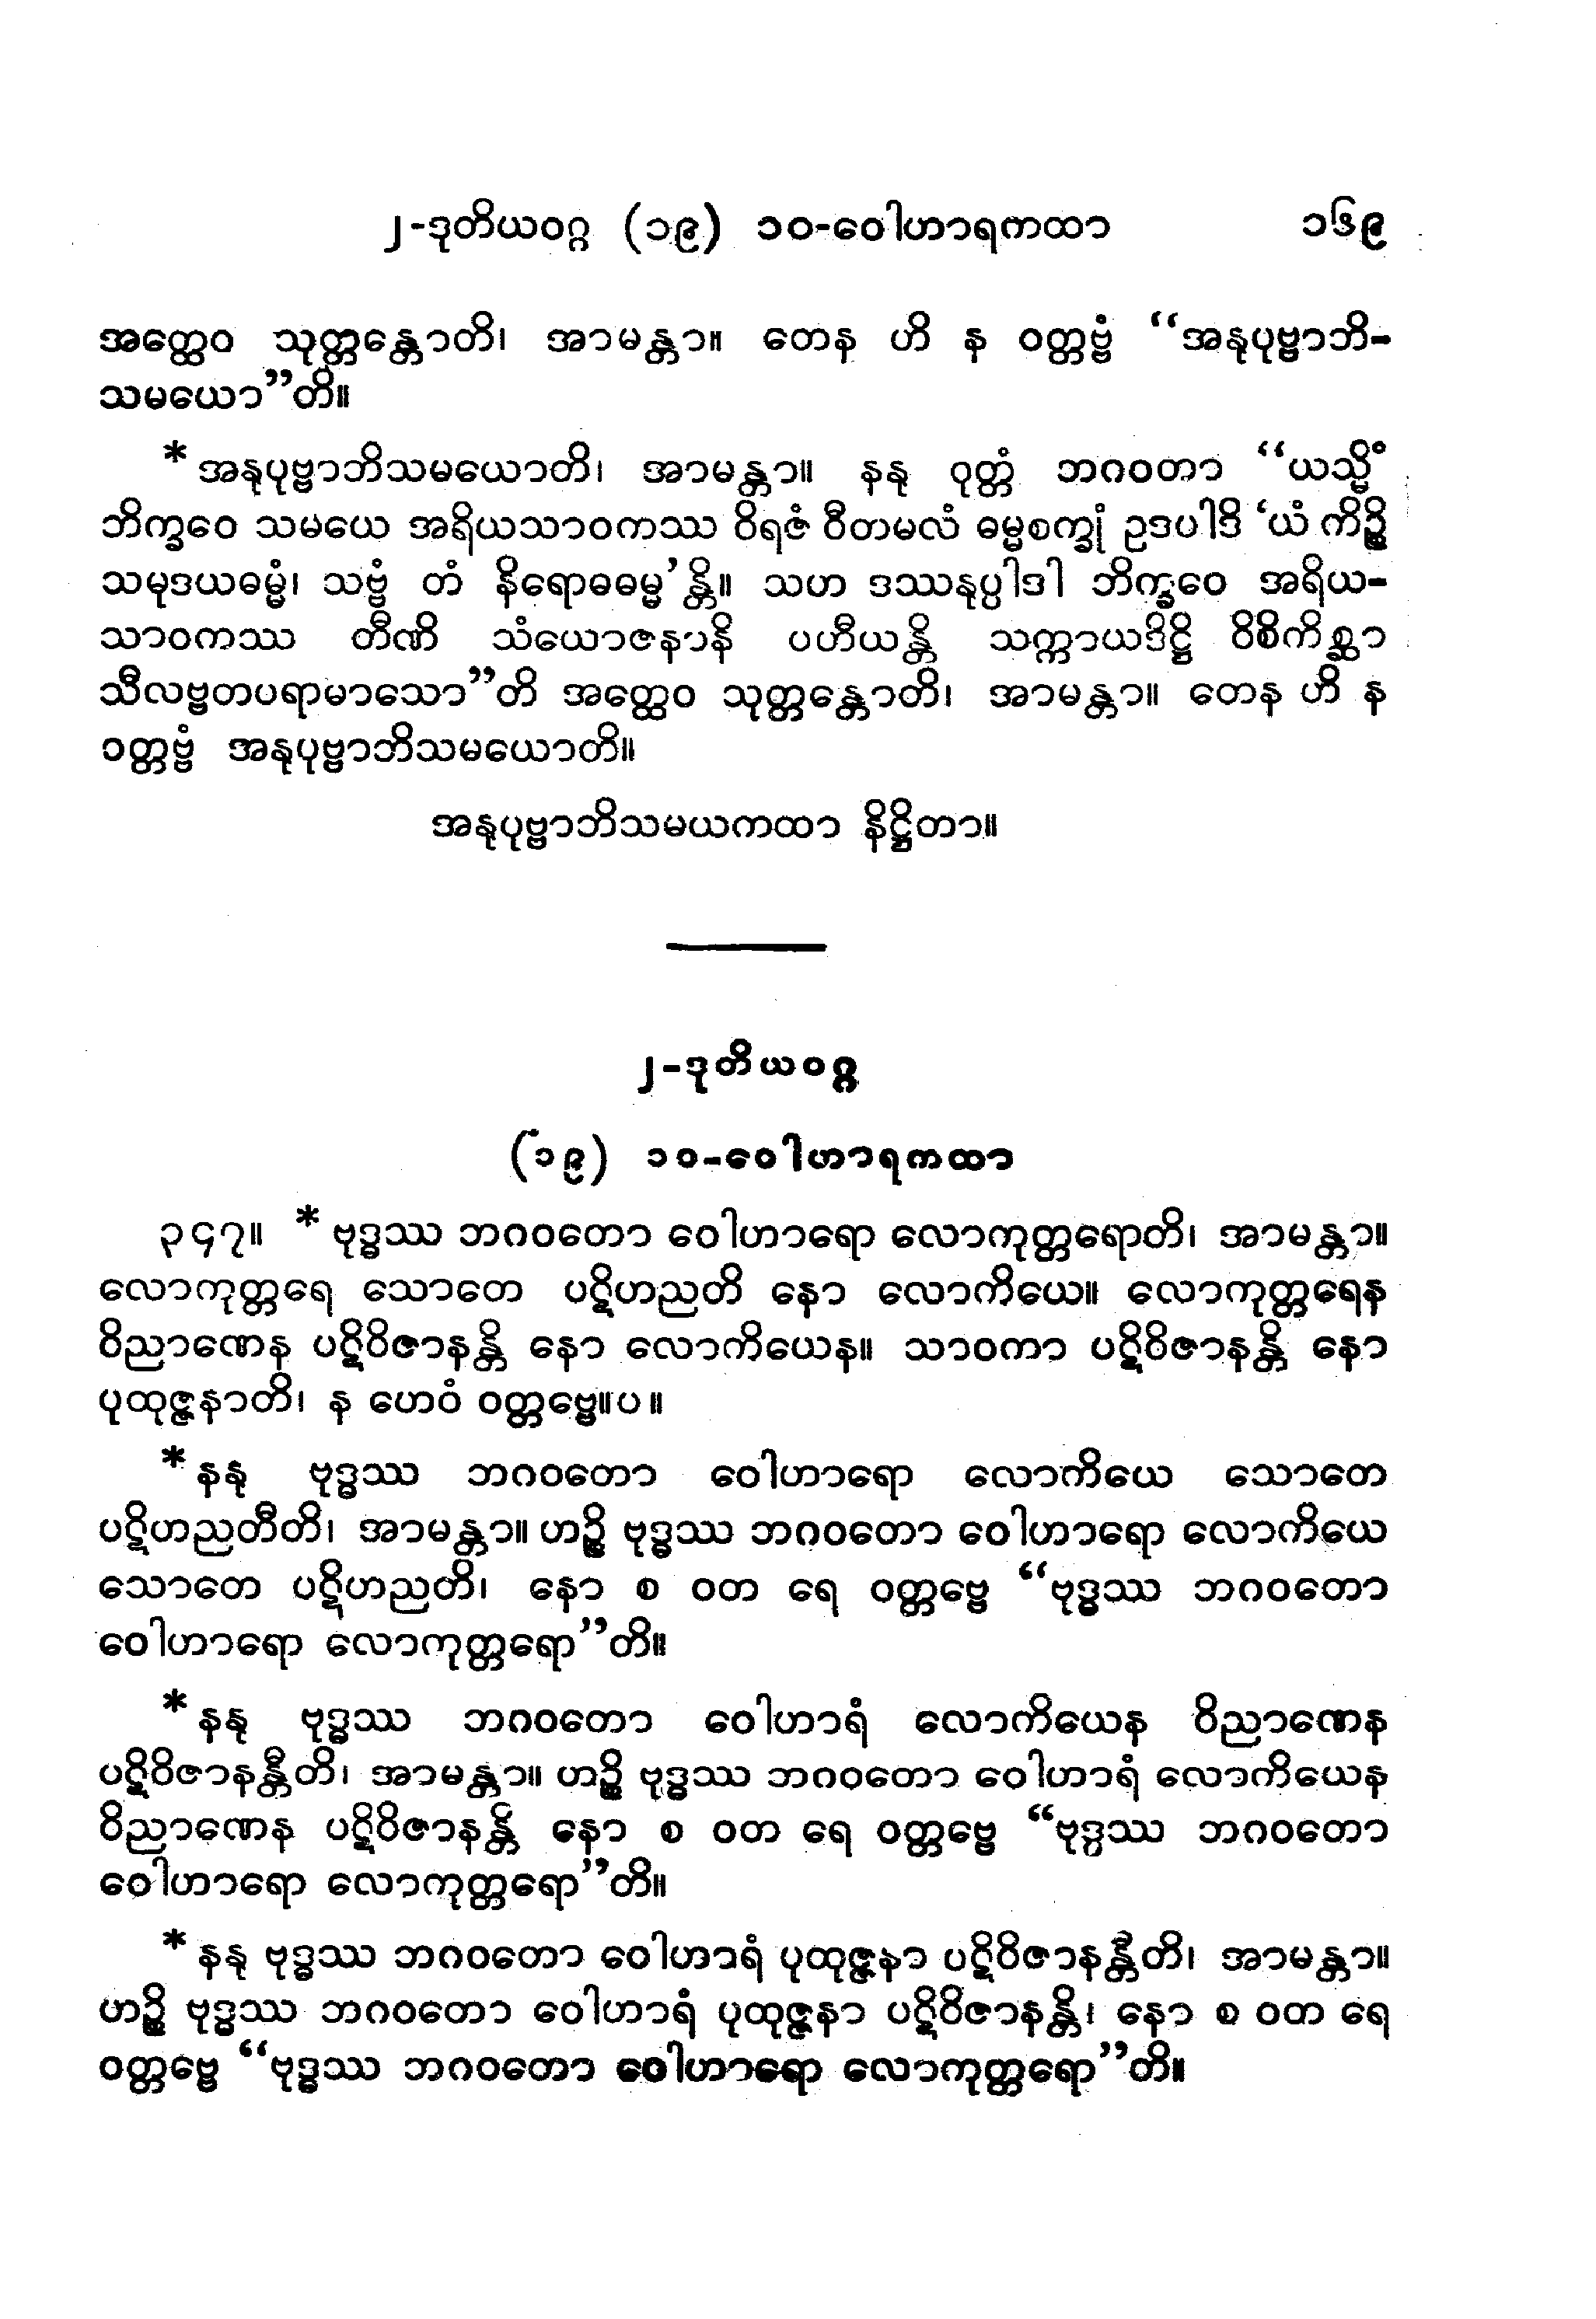 ၂-ဒုတိယဝဂ္ဂ (၁၉) ၁၀-ဝေါဟာရကထာ ၁၆၉
အတ္ထေဝ သုတ္တန္တောတိ၊ အာမန္တာ။ တေန ဟိ န ဝတ္တဗ္ဗံ “အနုပုဗ္ဗာဘိ-
သမယော”တိ။
*အနုပုဗ္ဗာဘိသမယောတိ၊ အာမန္တာ။ နနု ဝုတ္တံ ဘဂဝတာ “ယသ္မိံ
ဘိက္ခဝေ သမယေ အရိယသာဝကဿ ဝိရဇံ ဝီတမလံ ဓမ္မစက္ခုံ ဥဒပါဒိ ‘ယံ ကိဉ္စိ
သမုဒယဓမ္မံ၊ သဗ္ဗံ တံ နိရောဓဓမ္မ’န္တိ။ သဟ ဒဿနုပ္ပါဒါ ဘိက္ခဝေ အရိယ-
သာဝကဿ တီဏိ သံယောဇနာနိ ပဟီယန္တိ သက္ကာယဒိဋ္ဌိ ဝိစိကိစ္ဆာ
သီလဗ္ဗတပရာမာသော”တိ အတ္ထေဝ သုတ္တန္တောတိ၊ အာမန္တာ။ တေန ဟိ န
ဝတ္တဗ္ဗံ အနုပုဗ္ဗာဘိသမယောတိ။
အနုပုဗ္ဗာဘိသမယကထာ နိဋ္ဌိတာ။
၂-ဒုတိယဝဂ္ဂ
(၁၉) ၁၀-ဝေါဟာရကထာ
၃၄၇။ *ဗုဒ္ဓဿ ဘဂဝတော ဝေါဟာရော လောကုတ္တရောတိ၊ အာမန္တာ။
လောကုတ္တရေ သောတေ ပဋိဟညတိ နော လောကိယေ။ လောကုတ္တရေန
ဝိညာဏေန ပဋိဝိဇာနန္တိ နော လောကိယေန။ သာဝကာ ပဋိဝိဇာနန္တိ နော
ပုထုဇ္ဇနာတိ၊ န ဟေဝံ ဝတ္တဗ္ဗေ။ပ။
*နနု ဗုဒ္ဓဿ ဘဂဝတော ဝေါဟာရော လောကိယေ သောတေ
ပဋိဟညတီတိ၊ အာမန္တာ။ ဟဉ္စိ ဗုဒ္ဓဿ ဘဂဝတော ဝေါဟာရော လောကိယေ
သောတေ ပဋိဟညတိ၊ နော စ ဝတ ရေ ဝတ္တဗ္ဗေ “ဗုဒ္ဓဿ ဘဂဝတော
ဝေါဟာရော လောကုတ္တရော”တိ။
*နနု ဗုဒ္ဓဿ ဘဂဝတော ဝေါဟာရံ လောကိယေန ဝိညာဏေန
ပဋိဝိဇာနန္တီတိ၊ အာမန္တာ။ ဟဉ္စိ ဗုဒ္ဓဿ ဘဂဝတော ဝေါဟာရံ လောကိယေန
ဝိညာဏေန ပဋိဝိဇာနန္တိ နော စ ဝတ ရေ ဝတ္တဗ္ဗေ “ဗုဒ္ဓဿ ဘဂဝတော
ဝေါဟာရော လောကုတ္တရော”တိ။
*နနု ဗုဒ္ဓဿ ဘဂဝတော ဝေါဟာရံ ပုထုဇ္ဇနာ ပဋိဝိဇာနန္တီတိ၊ အာမန္တာ။
ဟဉ္စိ ဗုဒ္ဓဿ ဘဂဝတော ဝေါဟာရံ ပုထုဇ္ဇနာ ပဋိဝိဇာနန္တိ၊ နော စ ဝတ ရေ
ဝတ္တဗ္ဗေ “ဗုဒ္ဓဿ ဘဂဝတော ဝေါဟာရော လောကုတ္တရော”တိ။